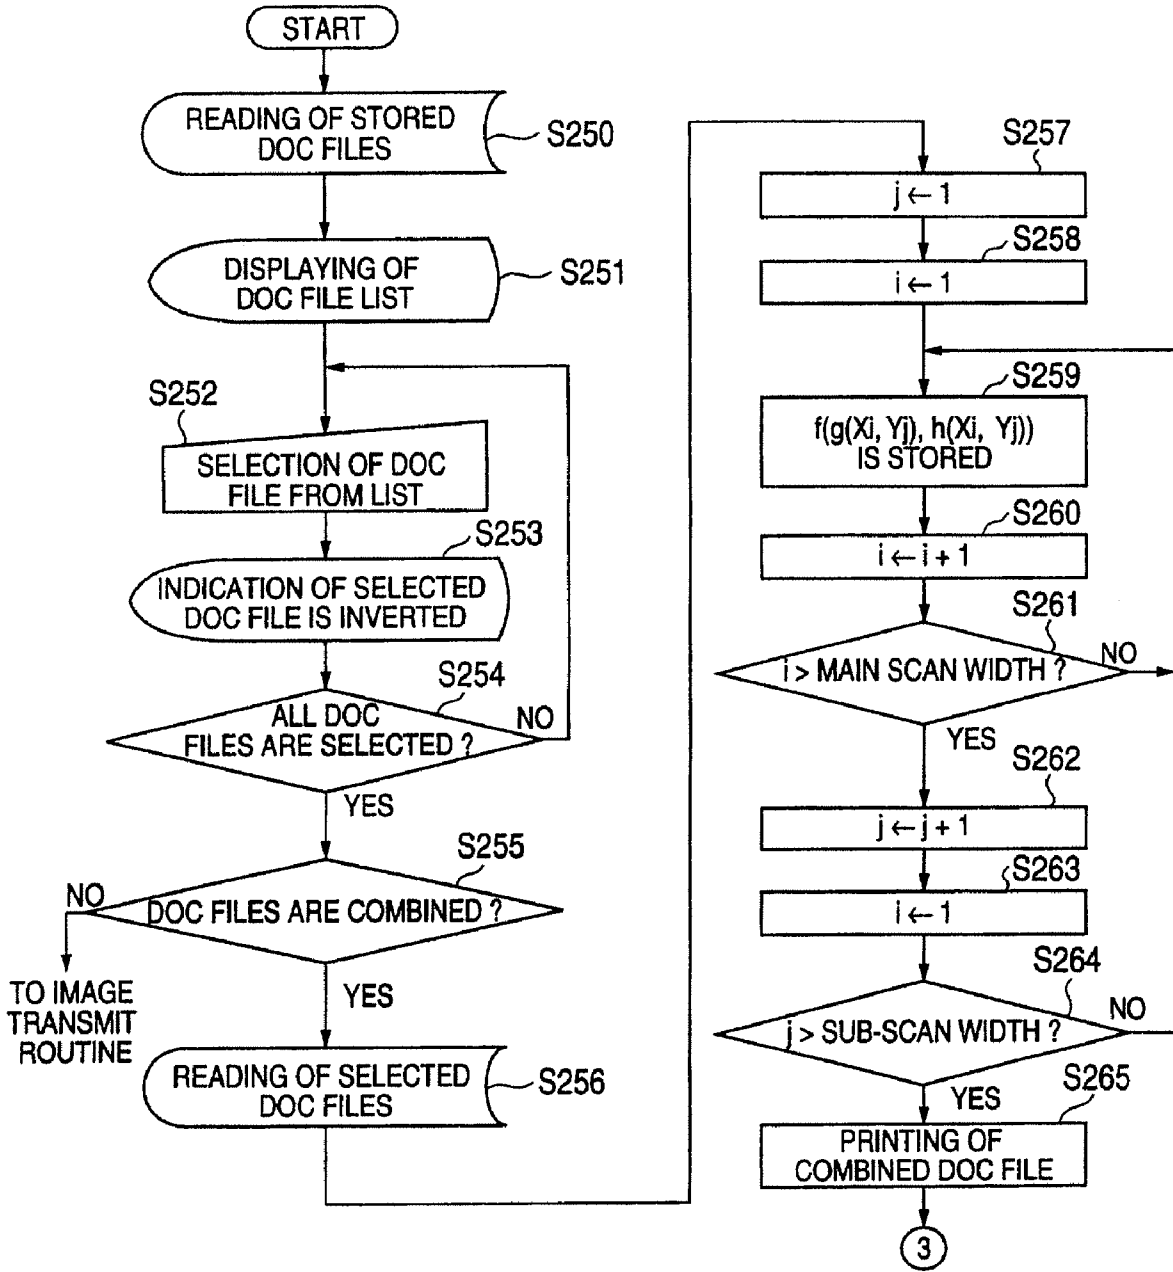 START
READING OF STORED
DOC FILES
S250
DISPLAYING OF
DOC FILE LIST
S251
S252
SELECTION OF DOC
FILE FROM LIST
S253
INDICATION OF SELECTED
DOC FILE IS INVERTED
S254
ALL DOC
FILES ARE SELECTED ?
NO
YES
S255
NO
DOC FILES ARE COMBINED ?
TO IMAGE
TRANSMIT
ROUTINE
YES
READING OF SELECTED
DOC FILES
S256
S257
j ← 1
S258
i ← 1
S259
f(g(Xi, Yj), h(Xi, Yj))
IS STORED
S260
i ← i + 1
S261
i > MAIN SCAN WIDTH ?
NO
YES
S262
j ← j + 1
S263
i ← 1
S264
j > SUB-SCAN WIDTH ?
NO
YES
S265
PRINTING OF
COMBINED DOC FILE
3